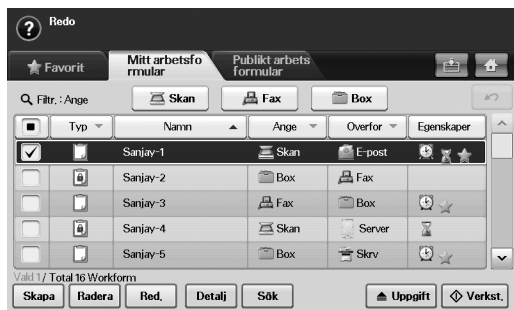 Redo
Favorit
Mitt arbetsfo
rmular
Publikt arbets
formular
Filtr. : Ange
Skan
Fax
Box
Typ
Namn
Ange
Overfor
Egenskaper
Sanjay-1
Skan
E-post
Sanjay-2
Box
Fax
Sanjay-3
Fax
Box
Sanjay-4
Skan
Server
Sanjay-5
Box
Skrv
Vald 1/ Total 16 Workform
Skapa
Radera
Red.
Detalj
Sök
Uppgift
Verkst.